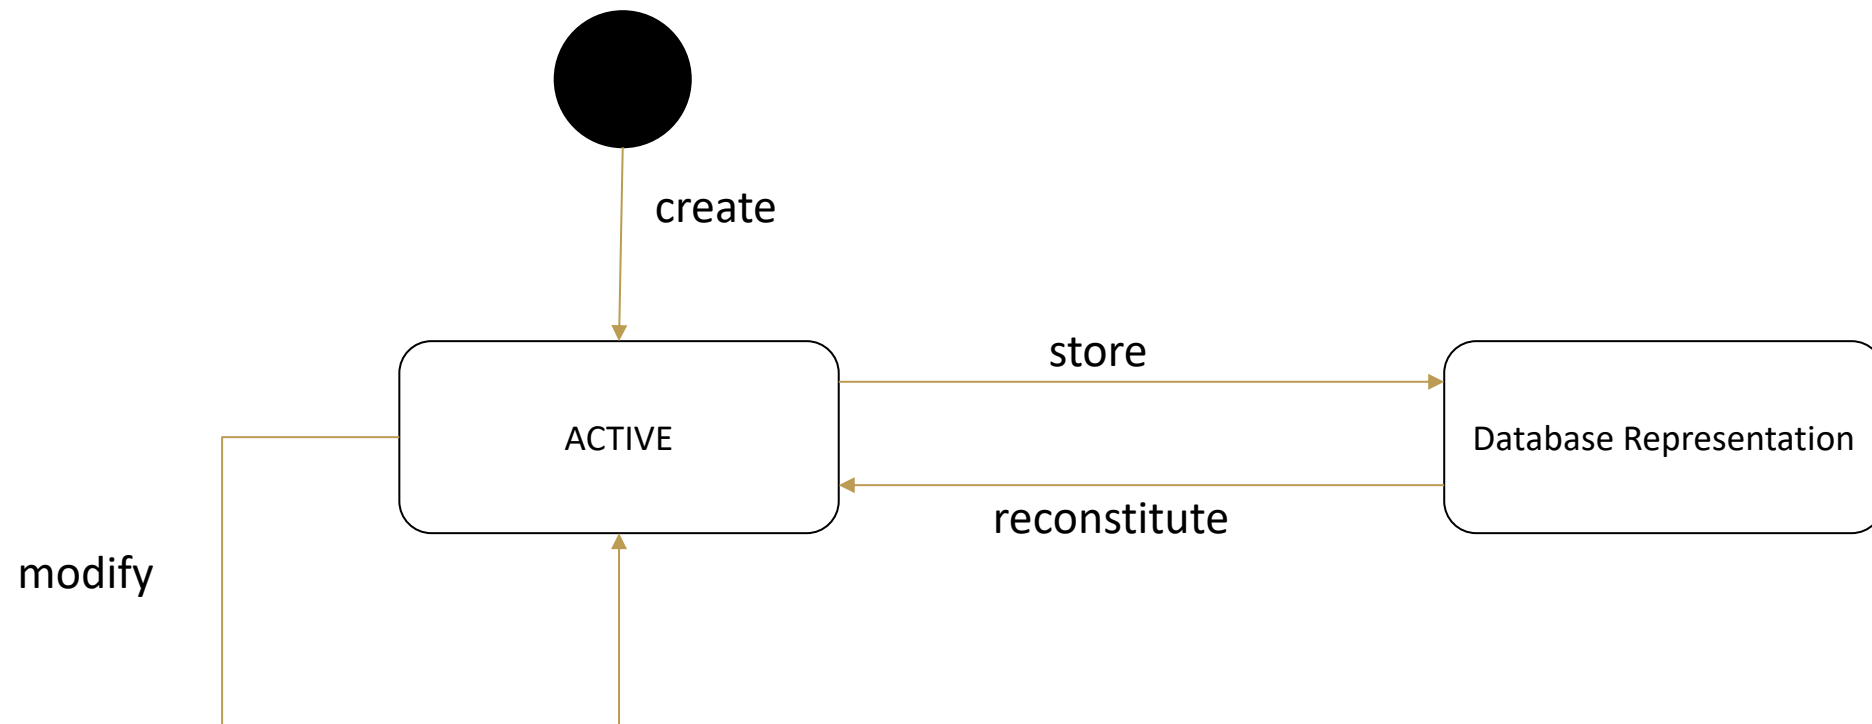 create
store
ACTIVE
Database Representation
reconstitute
modify